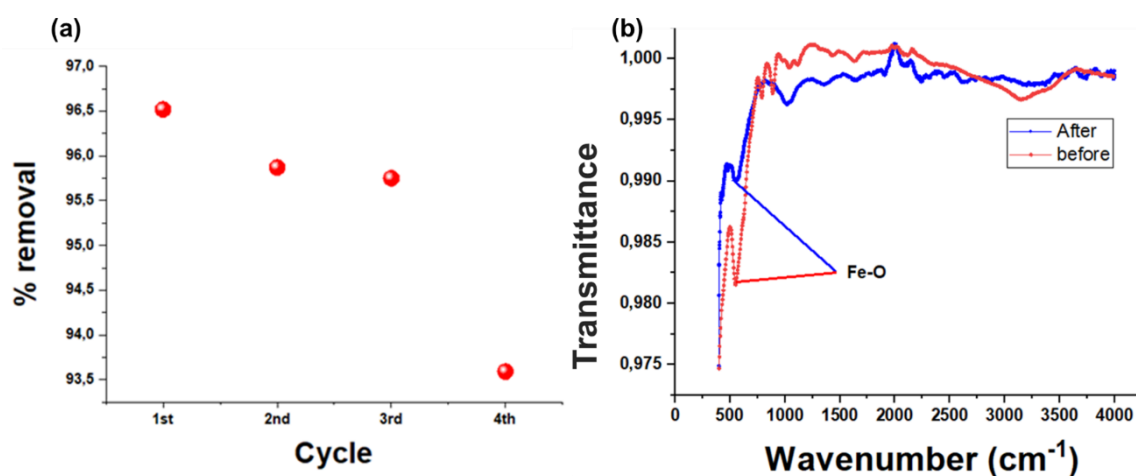 (a)
97,0
96,5
96,0
95,5
95,0
94,5
94,0
93,5
% removal
1st 2nd 3rd 4th
Cycle
(b)
1,000
0,995
0,990
0,985
0,980
0,975
Transmittance
After
before
Fe-O
0 500 1000 1500 2000 2500 3000 3500 4000
Wavenumber (cm⁻¹)